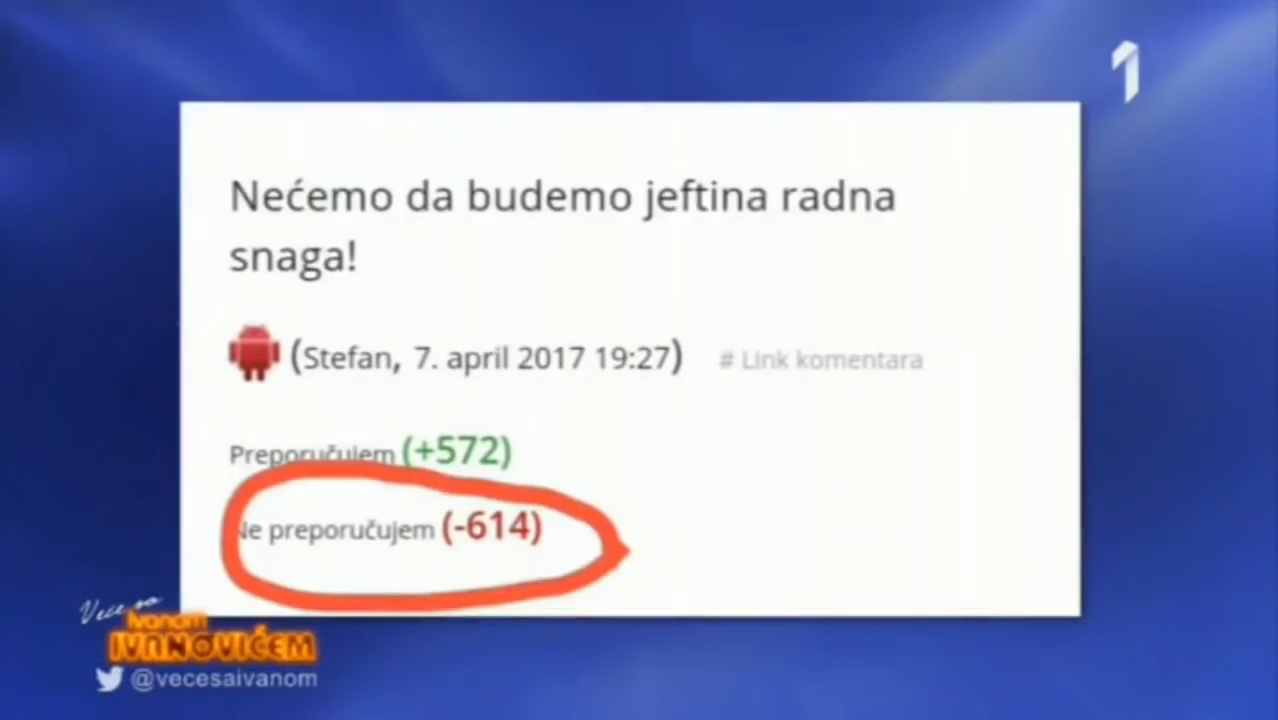 1
Nećemo da budemo jeftina radna
snaga!
(Stefan, 7. april 2017 19:27) # Link komentara
Preporučujem (+572)
Ne preporučujem (-614)
Veče sa
Ivanom
IVANOVIĆEM
@vecesaivanom